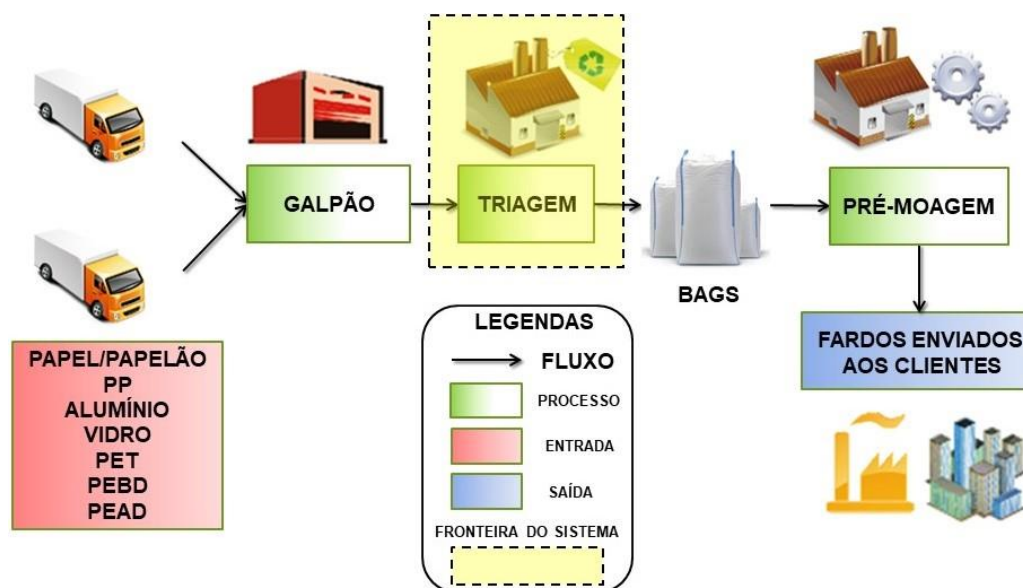 GALPÃO
TRIAGEM
BAGS
PRÉ-MOAGEM
FARDOS ENVIADOS
AOS CLIENTES
PAPEL/PAPELÃO
PP
ALUMÍNIO
VIDRO
PET
PEBD
PEAD
LEGENDAS
FLUXO
PROCESSO
ENTRADA
SAÍDA
FRONTEIRA DO SISTEMA